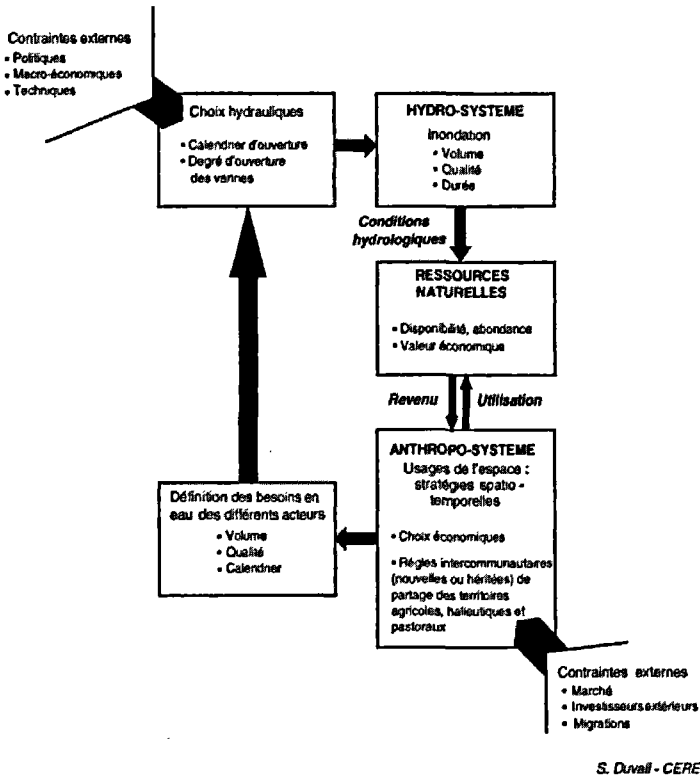 Contraintes externes
• Politiques
• Macro-économiques
• Techniques
Choix hydrauliques
• Calendrier d'ouverture
• Degré d'ouverture
des vannes
HYDRO-SYSTEME
Inondation
• Volume
• Qualité
• Durée
Conditions
hydrologiques
RESSOURCES
NATURELLES
• Disponibilité, abondance
• Valeur économique
Revenu
Utilisation
ANTHROPO-SYSTEME
Usages de l'espace :
stratégies spatio -
temporelles
• Choix économiques
• Règles intercommunautaires
(nouvelles ou héritées) de
partage des territoires
agricoles, halieutiques et
pastoraux
Définition des besoins en
eau des différents acteurs
• Volume
• Qualité
• Calendrier
Contraintes externes
• Marché
• Investisseurs extérieurs
• Migrations
S. Duvail - CERE